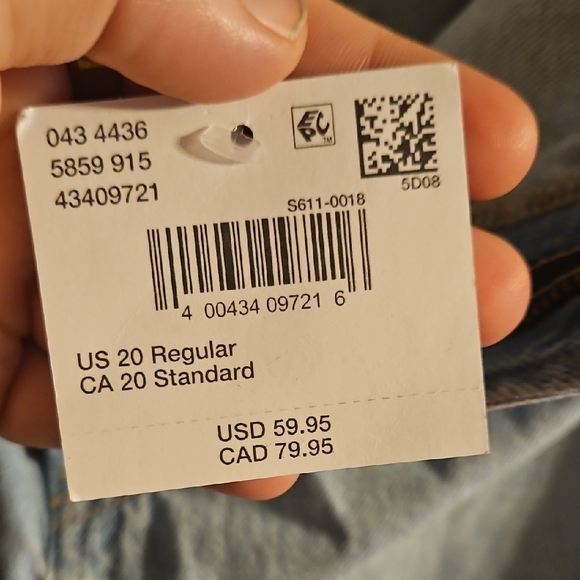 043 4436
5859 915
43409721
EPC™
5D08
S611-0018
4 00434 09721 6
US 20 Regular
CA 20 Standard
USD 59.95
CAD 79.95